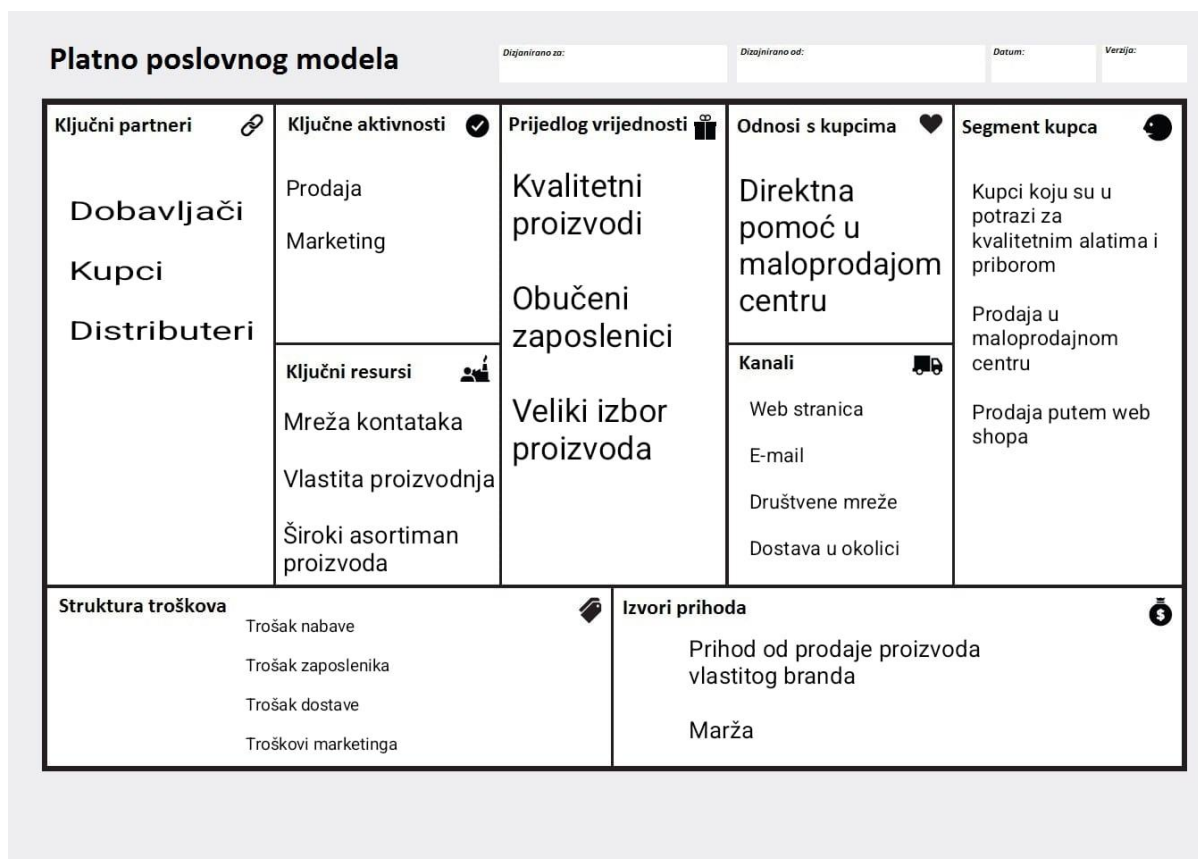 Platno poslovnog modela
Dizjanirano za:
Dizajnirano od:
Datum:
Verzija:
Ključni partneri
Dobavljači
Kupci
Distributeri
Ključne aktivnosti
Prodaja
Marketing
Ključni resursi
Mreža kontataka
Vlastita proizvodnja
Široki asortiman
proizvoda
Prijedlog vrijednosti
Kvalitetni
proizvodi
Obučeni
zaposlenici
Veliki izbor
proizvoda
Odnosi s kupcima
Direktna
pomoć u
maloprodajom
centru
Kanali
Web stranica
E-mail
Društvene mreže
Dostava u okolici
Segment kupca
Kupci koju su u
potrazi za
kvalitetnim alatima i
priborom
Prodaja u
maloprodajnom
centru
Prodaja putem web
shopa
Struktura troškova
Trošak nabave
Trošak zaposlenika
Trošak dostave
Troškovi marketinga
Izvori prihoda
Prihod od prodaje proizvoda
vlastitog branda
Marža